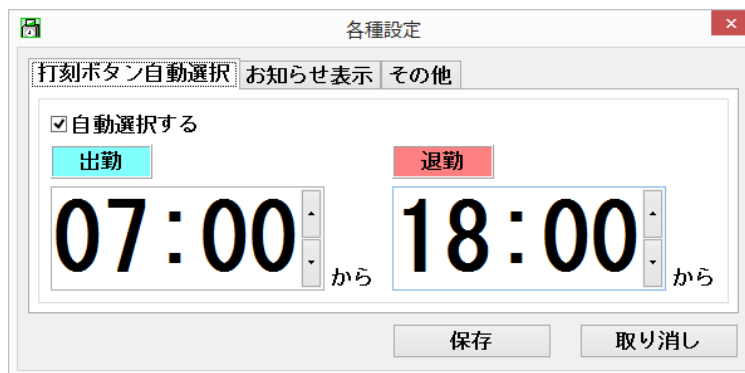 各種設定
打刻ボタン自動選択 お知らせ表示 その他
自動選択する
出勤 退勤
07:00 から 18:00 から
保存 取り消し